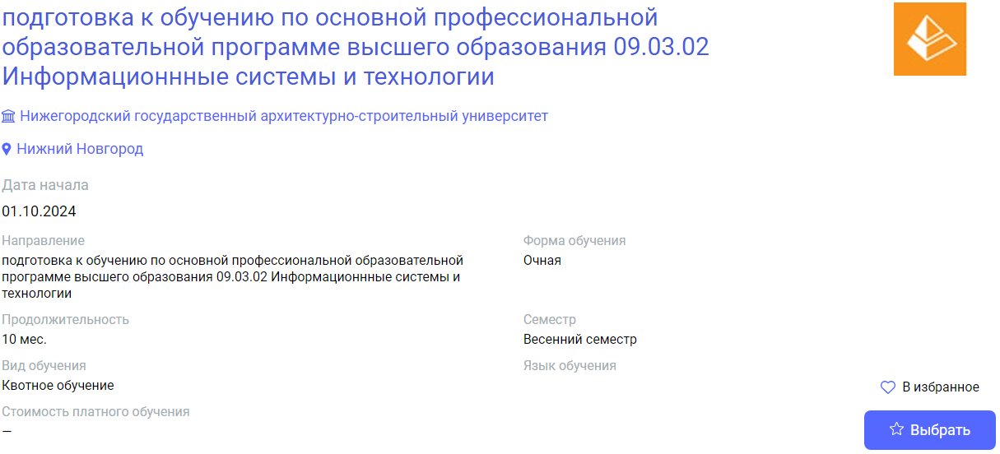 подготовка к обучению по основной профессиональной
образовательной программе высшего образования 09.03.02
Информационнные системы и технологии
Нижегородский государственный архитектурно-строительный университет
Нижний Новгород
Дата начала
01.10.2024
Направление
подготовка к обучению по основной профессиональной образовательной
программе высшего образования 09.03.02 Информационнные системы и
технологии
Форма обучения
Очная
Продолжительность
10 мес.
Семестр
Весенний семестр
Вид обучения
Квотное обучение
Язык обучения
Стоимость платного обучения
—
В избранное
Выбрать